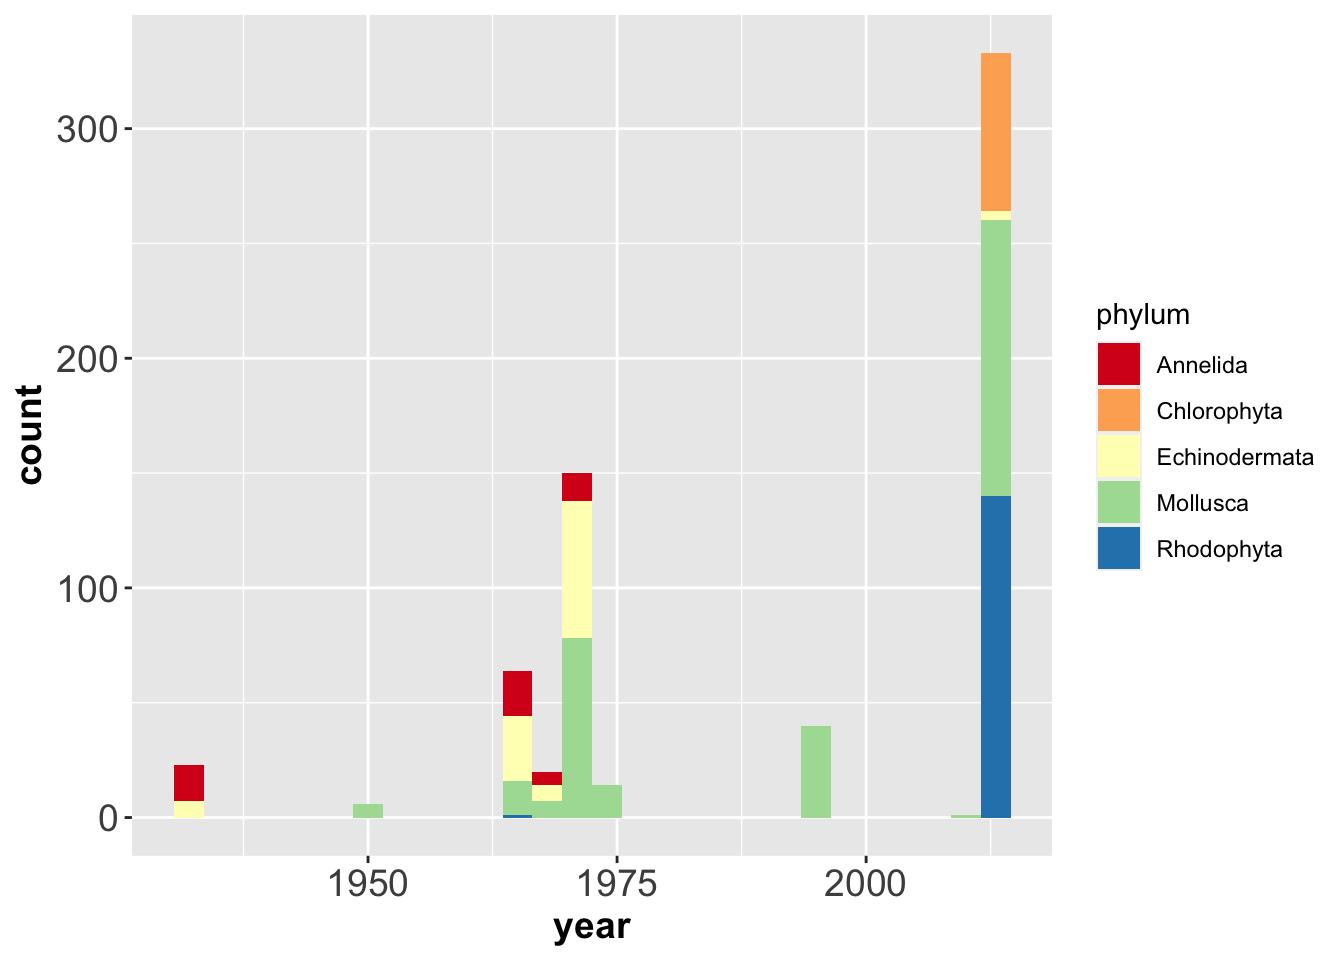 300
200
100
0
count
1950 1975 2000
year
phylum
Annelida
Chlorophyta
Echinodermata
Mollusca
Rhodophyta